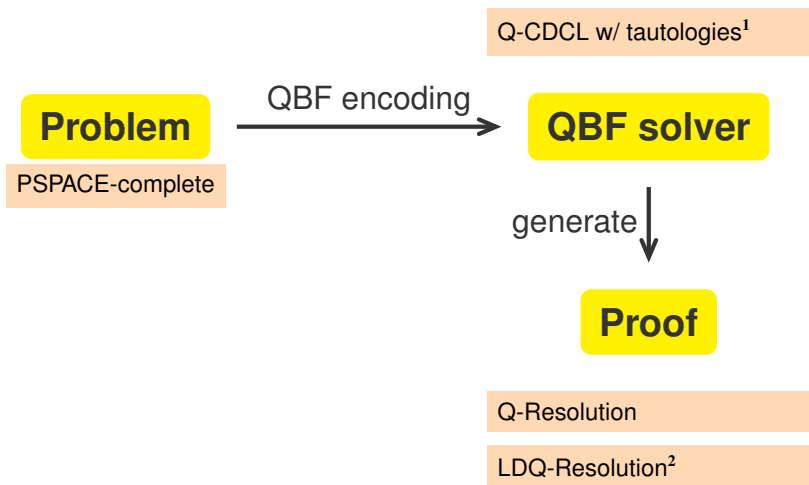 Q-CDCL w/ tautologies¹
QBF encoding
Problem
QBF solver
PSPACE-complete
generate
Proof
Q-Resolution
LDQ-Resolution²